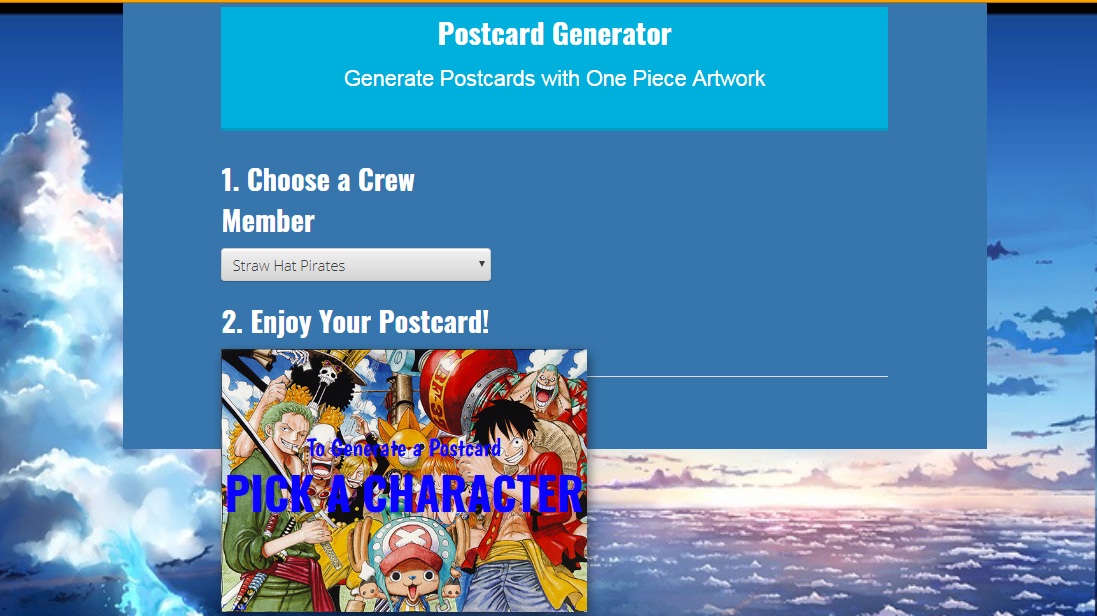 Postcard Generator
Generate Postcards with One Piece Artwork
1. Choose a Crew
Member
Straw Hat Pirates
2. Enjoy Your Postcard!
To Generate a Postcard
PICK A CHARACTER